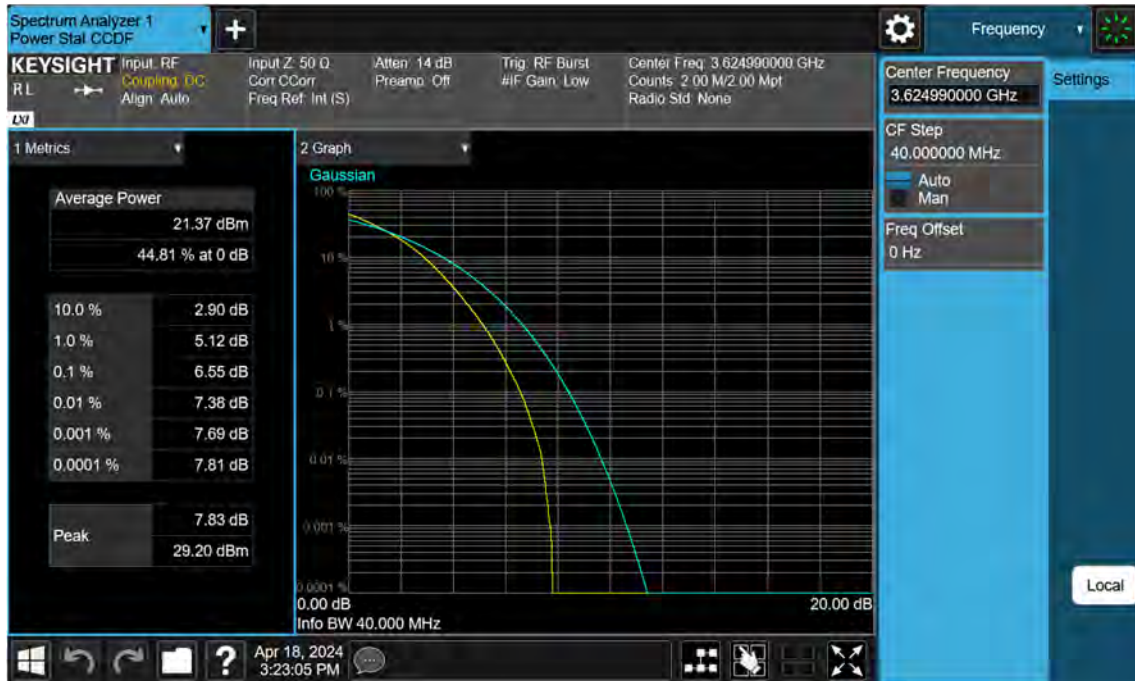 Spectrum Analyzer 1
Power Stat CCDF
+
Frequency
KEYSIGHT
Input: RF
Coupling: DC
Align: Auto
R L
LXI
Input Z: 50 Ω
Corr CCorr
Freq Ref: Int (S)
Atten: 14 dB
Preamp: Off
Trig: RF Burst
#IF Gain: Low
Center Freq: 3.624990000 GHz
Counts: 2.00 M/2.00 Mpt
Radio Std: None
Center Frequency
3.624990000 GHz
Settings
CF Step
40.000000 MHz
Auto
Man
Freq Offset
0 Hz
1 Metrics
Average Power
21.37 dBm
44.81 % at 0 dB
10.0 % 2.90 dB
1.0 % 5.12 dB
0.1 % 6.55 dB
0.01 % 7.38 dB
0.001 % 7.69 dB
0.0001 % 7.81 dB
Peak
7.83 dB
29.20 dBm
2 Graph
Gaussian
100 %
10 %
1 %
0.1 %
0.01 %
0.001 %
0.0001 %
0.00 dB
20.00 dB
Info BW 40.000 MHz
Local
?
Apr 18, 2024
3:23:05 PM